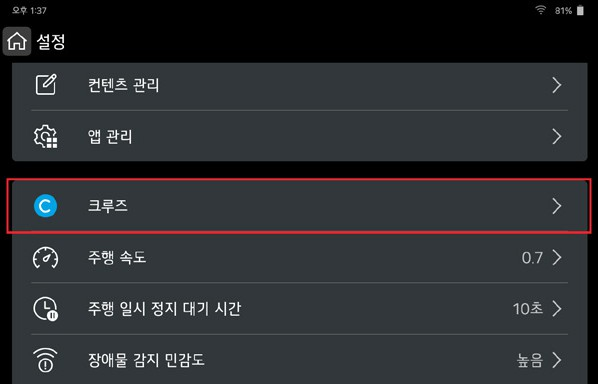 오후 1:37
81%
설정
컨텐츠 관리
앱 관리
C 크루즈
주행 속도 0.7
주행 일시 정지 대기 시간 10초
장애물 감지 민감도 높음